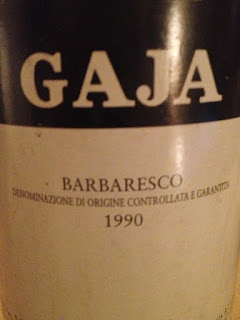 GAJA
BARBARESCO
DENOMINAZIONE DI ORIGINE CONTROLLATA E GARANTITA
1990